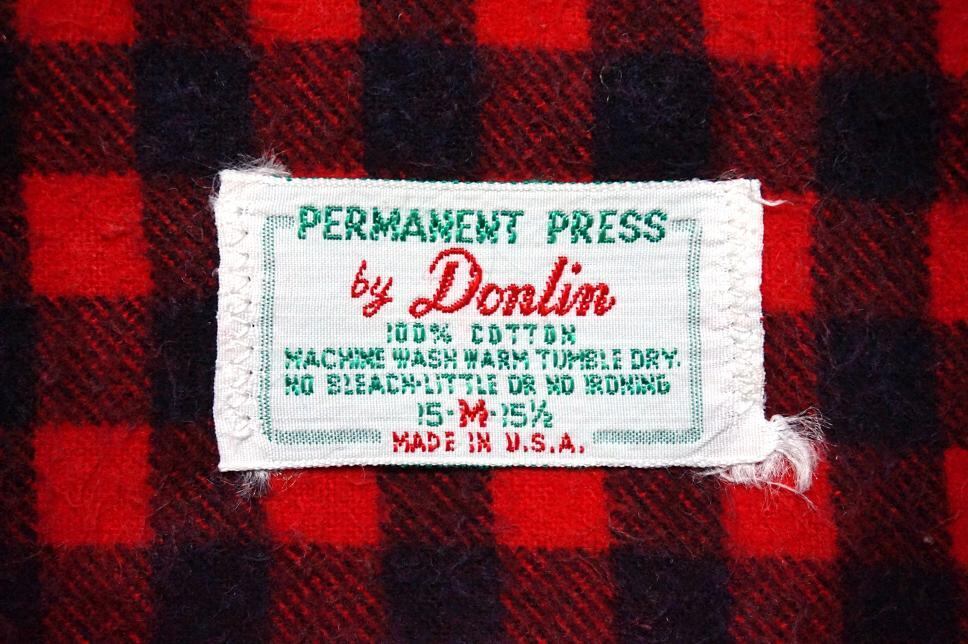 PERMANENT PRESS
by Donlin
100% COTTON
MACHINE WASH WARM TUMBLE DRY.
NO BLEACH-LITTLE OR NO IRONING
15-M-15½
MADE IN U.S.A.